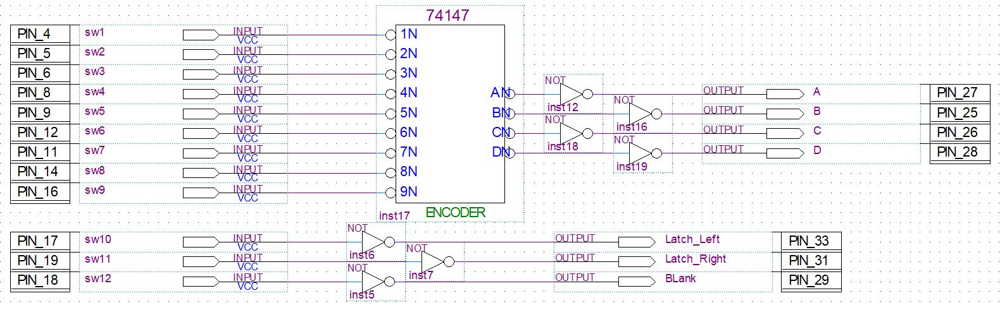 74147
PIN_4 sw1 INPUT VCC 1N
PIN_5 sw2 INPUT VCC 2N
PIN_6 sw3 INPUT VCC 3N
PIN_8 sw4 INPUT VCC 4N AN NOT inst12 OUTPUT A PIN_27
PIN_9 sw5 INPUT VCC 5N BN NOT inst16 OUTPUT B PIN_25
PIN_12 sw6 INPUT VCC 6N CN NOT inst18 OUTPUT C PIN_26
PIN_11 sw7 INPUT VCC 7N DN NOT inst19 OUTPUT D PIN_28
PIN_14 sw8 INPUT VCC 8N
PIN_16 sw9 INPUT VCC 9N
inst17 ENCODER
PIN_17 sw10 INPUT VCC NOT inst6 OUTPUT Latch_Left PIN_33
PIN_19 sw11 INPUT VCC NOT inst7 OUTPUT Latch_Right PIN_31
PIN_18 sw12 INPUT VCC NOT inst5 OUTPUT BLank PIN_29